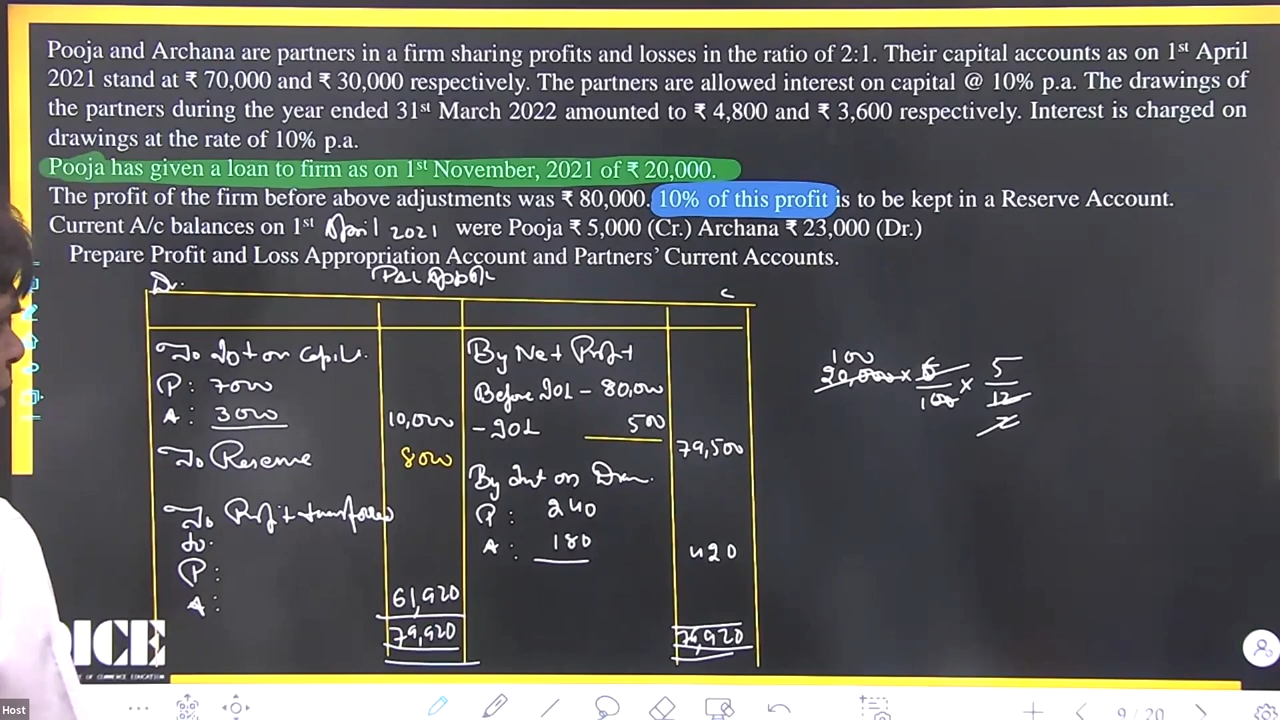 Pooja and Archana are partners in a firm sharing profits and losses in the ratio of 2:1. Their capital accounts as on 1st April
2021 stand at ₹ 70,000 and ₹ 30,000 respectively. The partners are allowed interest on capital @ 10% p.a. The drawings of
the partners during the year ended 31st March 2022 amounted to ₹ 4,800 and ₹ 3,600 respectively. Interest is charged on
drawings at the rate of 10% p.a.
Pooja has given a loan to firm as on 1st November, 2021 of ₹ 20,000.
The profit of the firm before above adjustments was ₹ 80,000. 10% of this profit is to be kept in a Reserve Account.
Current A/c balances on 1st April 2021 were Pooja ₹ 5,000 (Cr.) Archana ₹ 23,000 (Dr.)
Prepare Profit and Loss Appropriation Account and Partners' Current Accounts.
Dr. P&L App
To Int on Capital.
P: 7000
A: 3000 10,000
To Reserve 8000
To Profit transferred
to:
P:
A:
61,920
79,920
By Net Profit
Before IOL - 80,000
- IOL 500
79,500
By Int on Draw.
P: 240
A: 180
420
79,920
100
20,000 × 6/100 × 5/12
2
Host
9 / 20